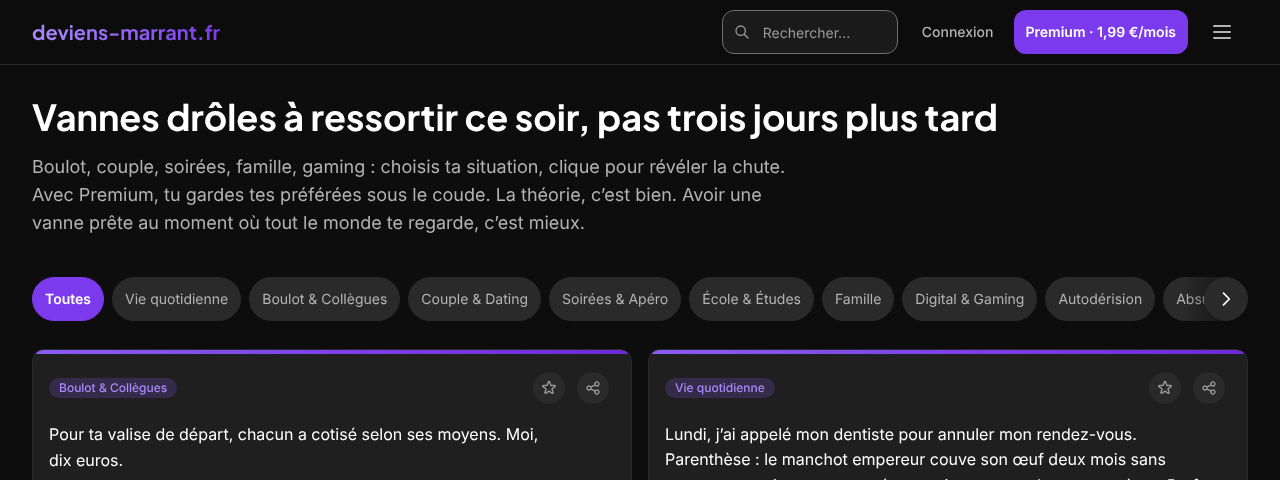 deviens-marrant.fr
Rechercher...
Connexion
Premium · 1,99 €/mois
Vannes drôles à ressortir ce soir, pas trois jours plus tard
Boulot, couple, soirées, famille, gaming : choisis ta situation, clique pour révéler la chute.
Avec Premium, tu gardes tes préférées sous le coude. La théorie, c’est bien. Avoir une
vanne prête au moment où tout le monde te regarde, c’est mieux.
Toutes
Vie quotidienne
Boulot & Collègues
Couple & Dating
Soirées & Apéro
École & Études
Famille
Digital & Gaming
Autodérision
Boulot & Collègues
Pour ta valise de départ, chacun a cotisé selon ses moyens. Moi,
dix euros.
Vie quotidienne
Lundi, j’ai appelé mon dentiste pour annuler mon rendez-vous.
Parenthèse : le manchot empereur couve son œuf deux mois sans